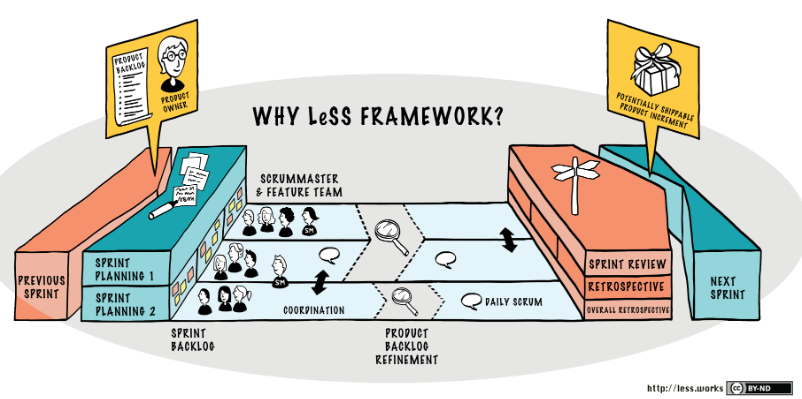 PRODUCT
BACKLOG
PRODUCT
OWNER
POTENTIALLY SHIPPABLE
PRODUCT INCREMENT
WHY LeSS FRAMEWORK?
SCRUMMASTER
& FEATURE TEAM
SM
SM
PREVIOUS
SPRINT
SPRINT
PLANNING 1
SPRINT
PLANNING 2
COORDINATION
DAILY SCRUM
SPRINT
BACKLOG
PRODUCT
BACKLOG
REFINEMENT
SPRINT REVIEW
RETROSPECTIVE
OVERALL RETROSPECTIVE
NEXT
SPRINT
http://less.works
cc BY-ND